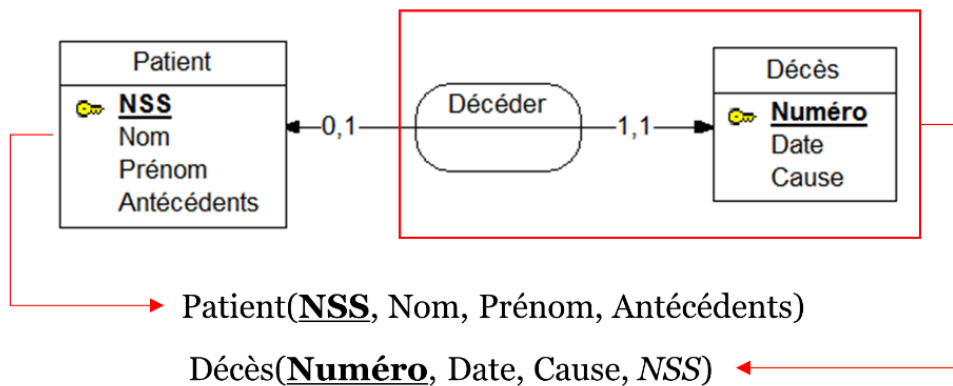 Patient
NSS
Nom
Prénom
Antécédents
0,1
Décéder
1,1
Décès
Numéro
Date
Cause
Patient(NSS, Nom, Prénom, Antécédents)
Décès(Numéro, Date, Cause, NSS)